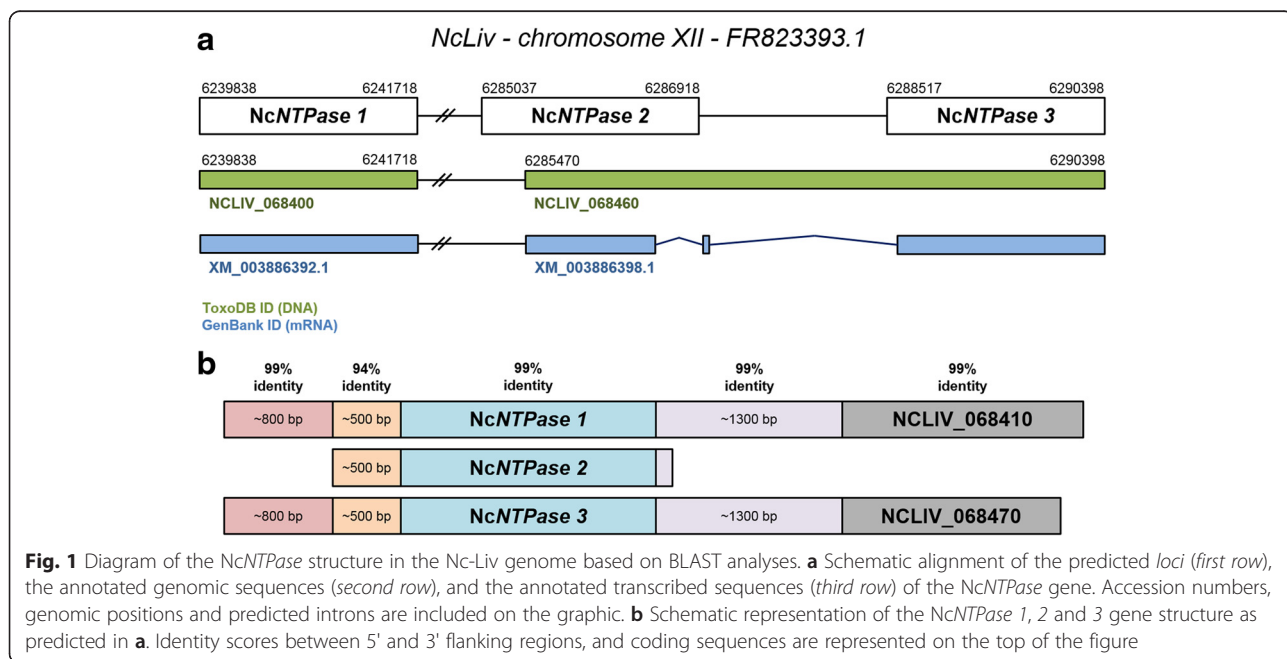 a
NcLiv - chromosome XII - FR823393.1
6239838 6241718 6285037 6286918 6288517 6290398
NcNTPase 1 NcNTPase 2 NcNTPase 3
6239838 6241718 6285470 6290398
NCLIV_068400 NCLIV_068460
XM_003886392.1 XM_003886398.1
ToxoDB ID (DNA)
GenBank ID (mRNA)
b
99% identity 94% identity 99% identity 99% identity 99% identity
~800 bp ~500 bp NcNTPase 1 ~1300 bp NCLIV_068410
~500 bp NcNTPase 2
~800 bp ~500 bp NcNTPase 3 ~1300 bp NCLIV_068470
Fig. 1 Diagram of the NcNTPase structure in the Nc-Liv genome based on BLAST analyses. a Schematic alignment of the predicted loci (first row),
the annotated genomic sequences (second row), and the annotated transcribed sequences (third row) of the NcNTPase gene. Accession numbers,
genomic positions and predicted introns are included on the graphic. b Schematic representation of the NcNTPase 1, 2 and 3 gene structure as
predicted in a. Identity scores between 5' and 3' flanking regions, and coding sequences are represented on the top of the figure